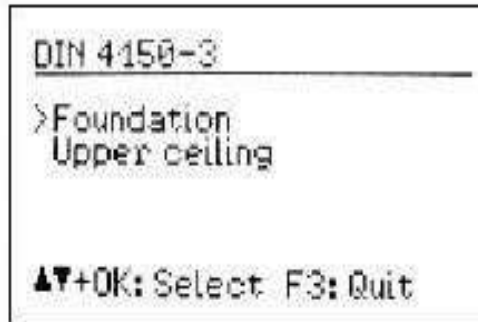 DIN 4150-3
>Foundation
Upper ceiling
▲▼+OK: Select F3: Quit